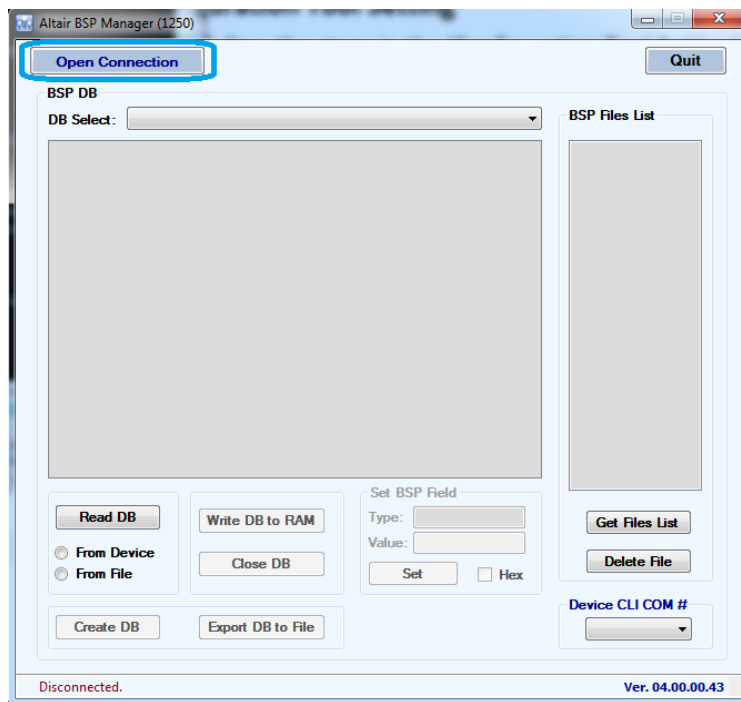 Altair BSP Manager (1250)
Open Connection
Quit
BSP DB
DB Select:
BSP Files List
Set BSP Field
Read DB
Write DB to RAM
Type:
Value:
From Device
From File
Close DB
Set
Hex
Get Files List
Delete File
Create DB
Export DB to File
Device CLI COM #
Disconnected.
Ver. 04.00.00.43